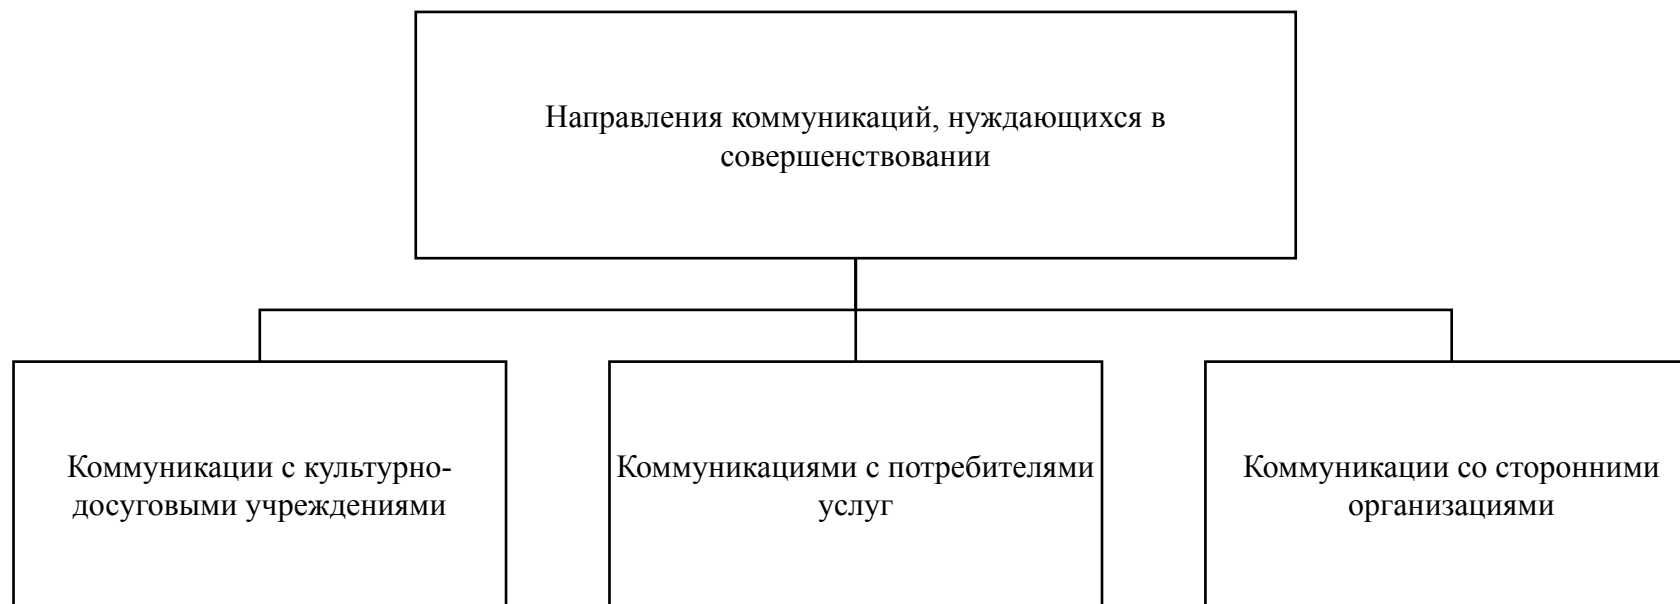 Направления коммуникаций, нуждающихся в
совершенствовании
Коммуникации с культурно-
досуговыми учреждениями
Коммуникациями с потребителями
услуг
Коммуникации со сторонними
организациями